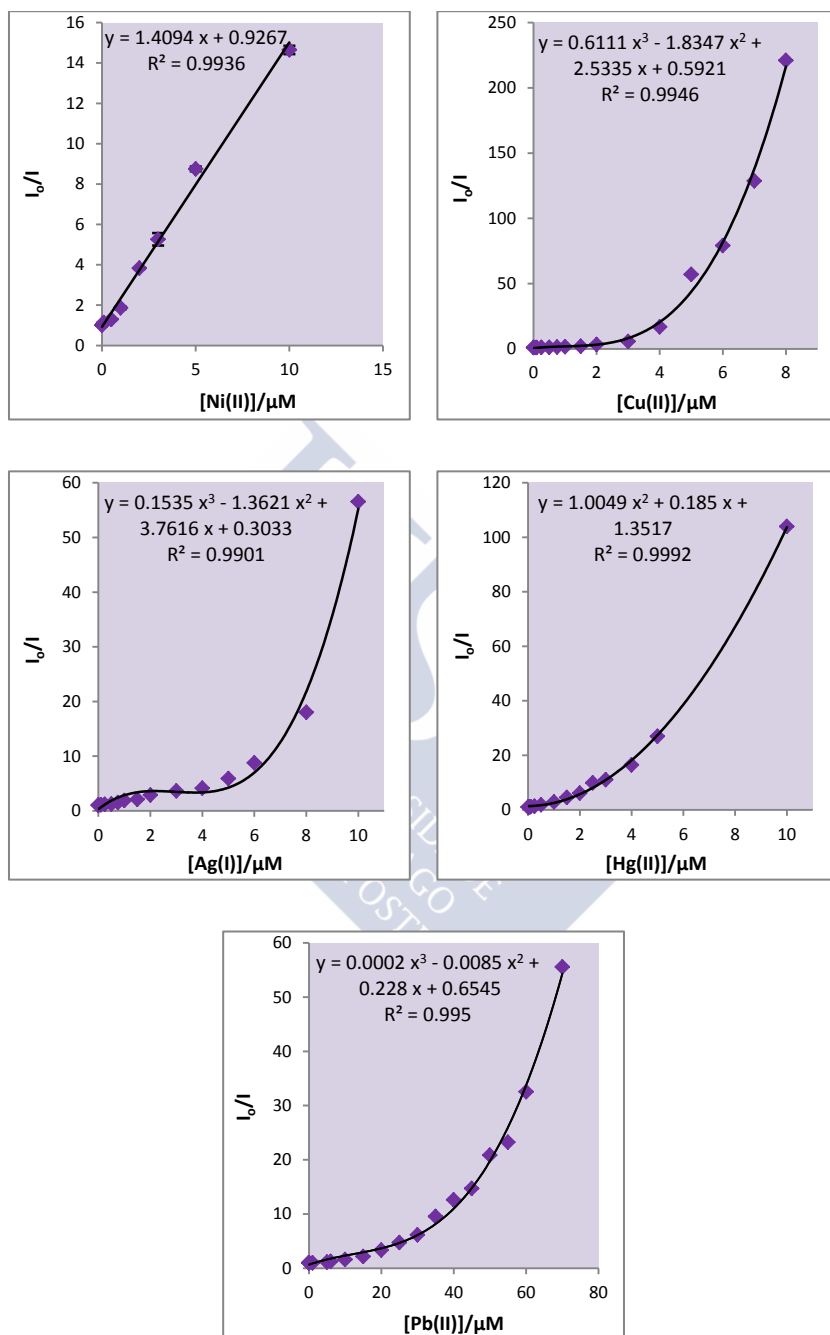 y = 1.4094 x + 0.9267
R² = 0.9936
16
14
12
10
8
6
4
2
0
0
5
10
15
Iₒ/I
[Ni(II)]/µM
y = 0.6111 x³ - 1.8347 x² +
2.5335 x + 0.5921
R² = 0.9946
250
200
150
100
50
0
0
2
4
6
8
Iₒ/I
[Cu(II)]/µM
y = 0.1535 x³ - 1.3621 x² +
3.7616 x + 0.3033
R² = 0.9901
60
50
40
30
20
10
0
0
2
4
6
8
10
Iₒ/I
[Ag(I)]/µM
y = 1.0049 x² + 0.185 x +
1.3517
R² = 0.9992
120
100
80
60
40
20
0
0
2
4
6
8
10
Iₒ/I
[Hg(II)]/µM
y = 0.0002 x³ - 0.0085 x² +
0.228 x + 0.6545
R² = 0.995
60
50
40
30
20
10
0
0
20
40
60
80
Iₒ/I
[Pb(II)]/µM